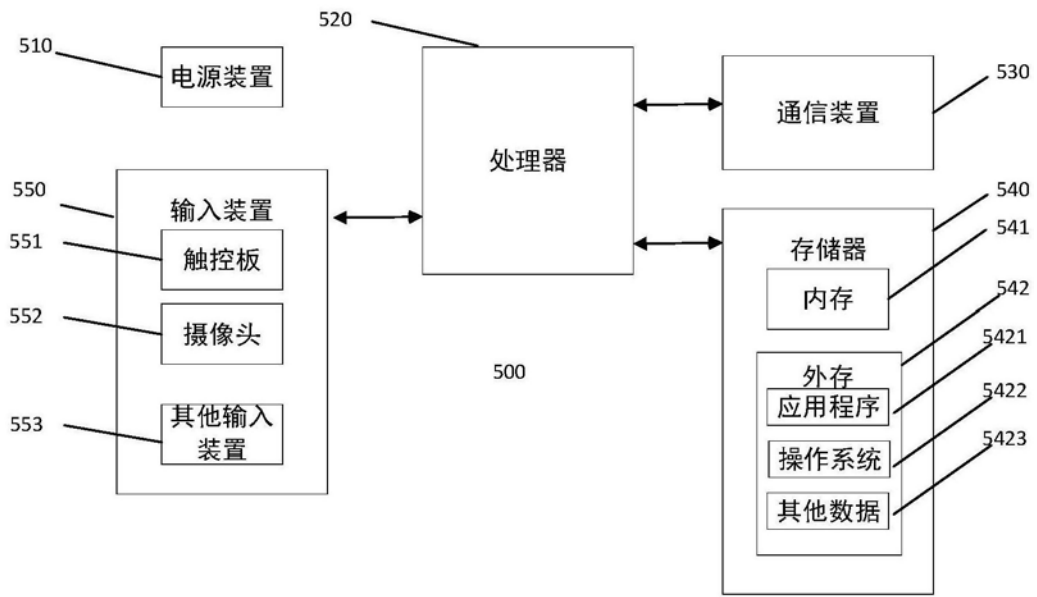 520
510
电源装置
530
通信装置
处理器
550
输入装置
540
551
触控板
541
存储器
内存
542
552
摄像头
5421
500
外存
应用程序
5422
553
其他输入
装置
操作系统
5423
其他数据